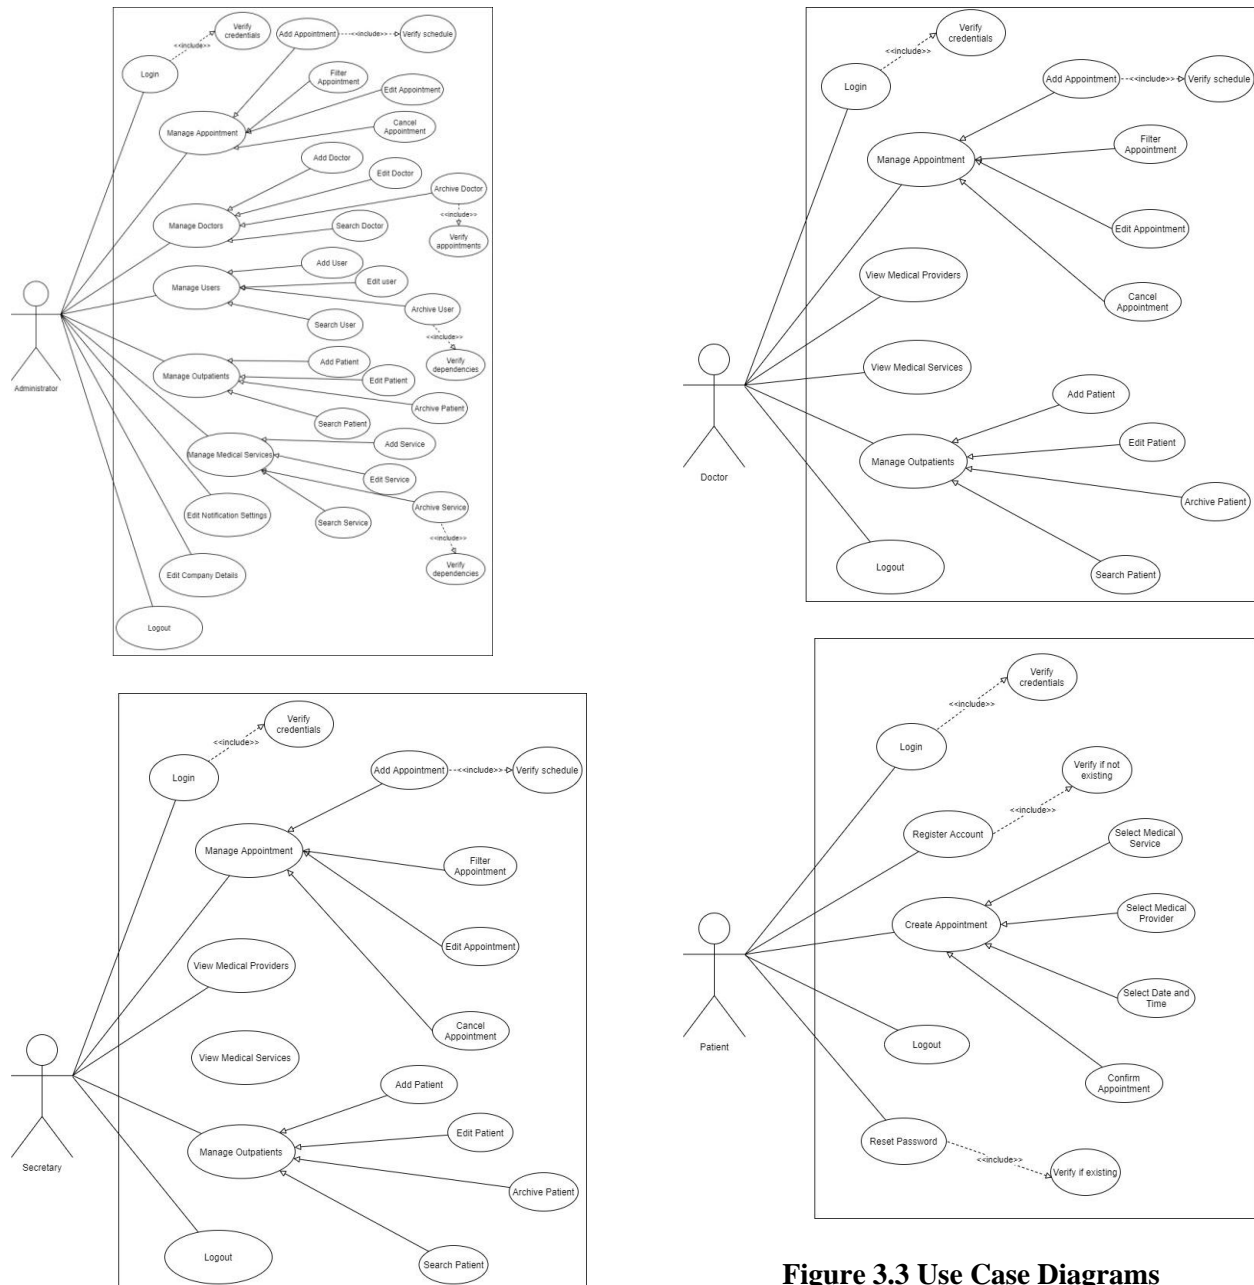 Verify
credentials
<<include>>
Login
Add Appointment
<<include>>
Verify schedule
Filter
Appointment
Edit Appointment
Manage Appointment
Cancel
Appointment
Add Doctor
Edit Doctor
Archive Doctor
<<include>>
Manage Doctors
Search Doctor
Verify
appointments
Add User
Edit user
Manage Users
Archive User
Search User
<<include>>
Verify
dependencies
Administrator
Add Patient
Manage Outpatients
Edit Patient
Archive Patient
Search Patient
Add Service
Manage Medical Services
Edit Service
Archive Service
Search Service
<<include>>
Verify
dependencies
Edit Notification Settings
Edit Company Details
Logout
Verify
credentials
<<include>>
Login
Add Appointment
<<include>>
Verify schedule
Filter
Appointment
Manage Appointment
Edit Appointment
View Medical Providers
Cancel
Appointment
View Medical Services
Doctor
Add Patient
Edit Patient
Manage Outpatients
Archive Patient
Logout
Search Patient
Verify
credentials
<<include>>
Login
Add Appointment
<<include>>
Verify schedule
Manage Appointment
Filter
Appointment
Edit Appointment
View Medical Providers
Cancel
Appointment
View Medical Services
Secretary
Add Patient
Edit Patient
Manage Outpatients
Archive Patient
Logout
Search Patient
Verify
credentials
<<include>>
Login
Verify if not
existing
<<include>>
Register Account
Select Medical
Service
Select Medical
Provider
Create Appointment
Select Date and
Time
Patient
Logout
Confirm
Appointment
Reset Password
<<include>>
Verify if existing
Figure 3.3 Use Case Diagrams